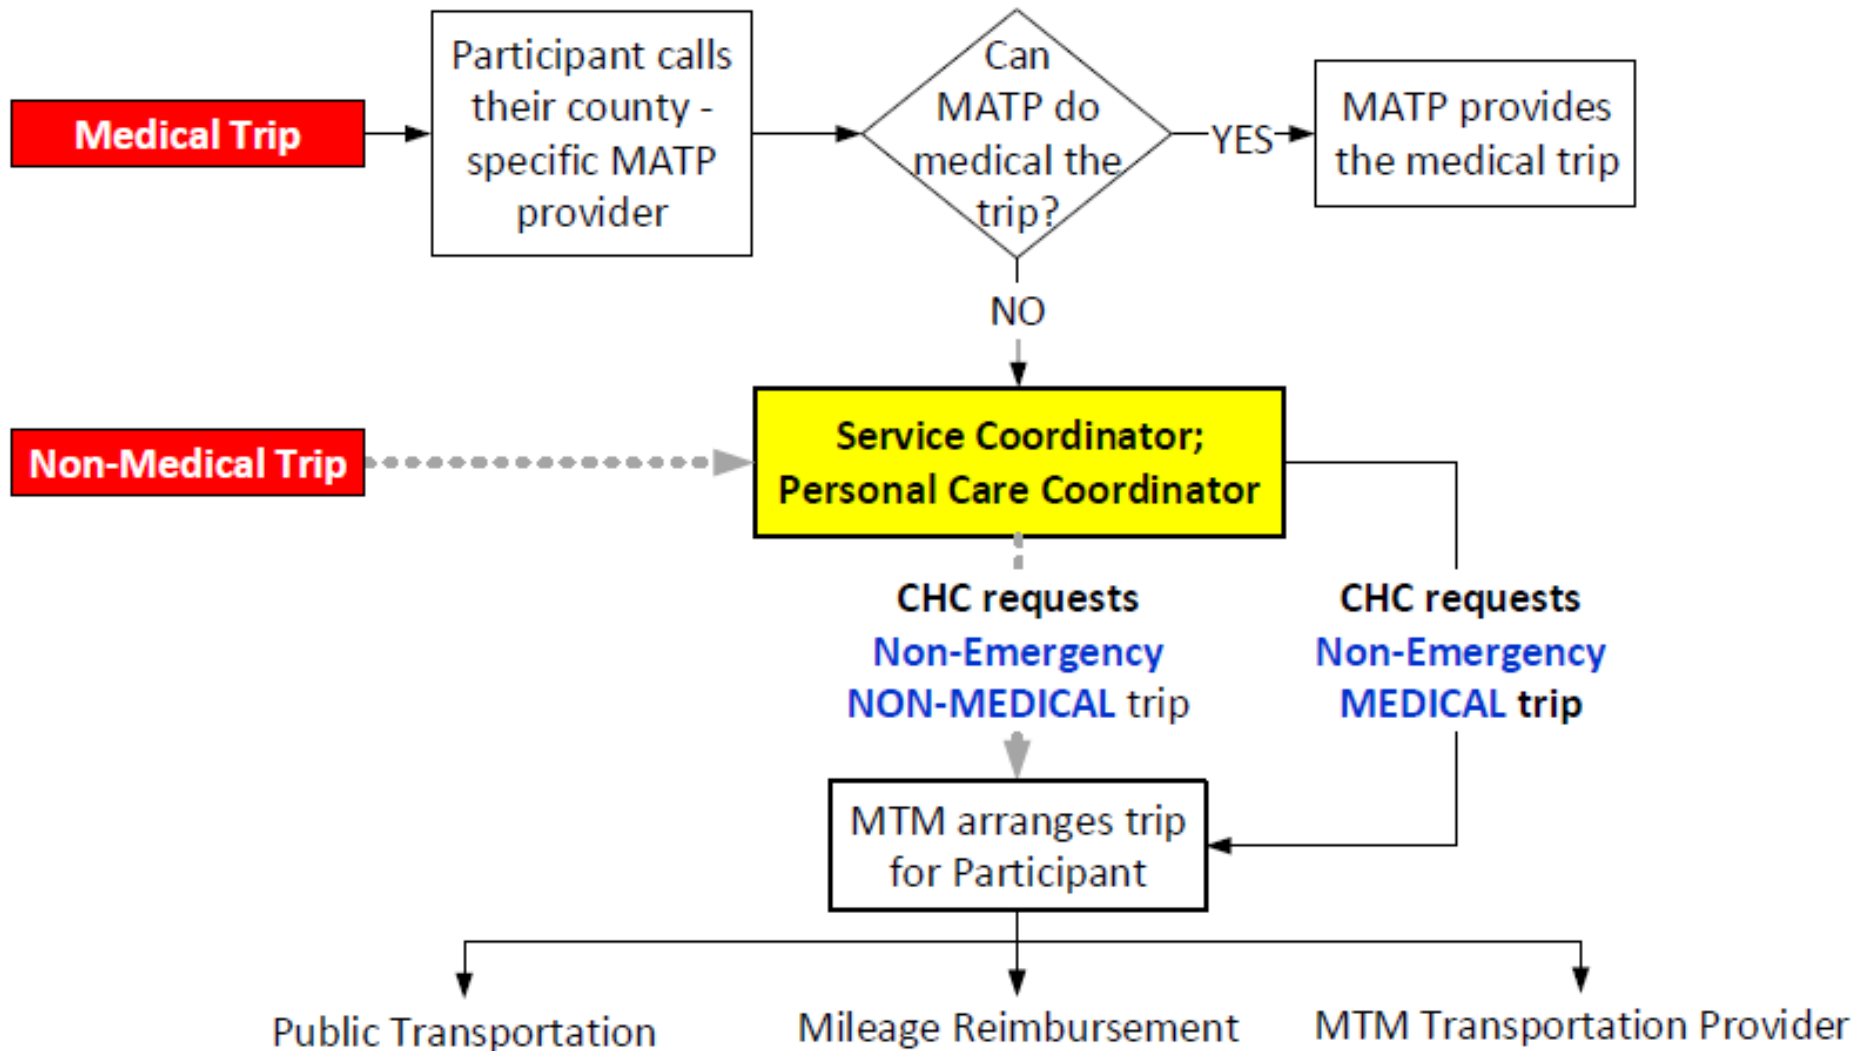 Medical Trip
Participant calls
their county -
specific MATP
provider
Can
MATP do
medical the
trip?
YES
MATP provides
the medical trip
NO
Non-Medical Trip
Service Coordinator;
Personal Care Coordinator
CHC requests
Non-Emergency
NON-MEDICAL trip
CHC requests
Non-Emergency
MEDICAL trip
MTM arranges trip
for Participant
Public Transportation
Mileage Reimbursement
MTM Transportation Provider